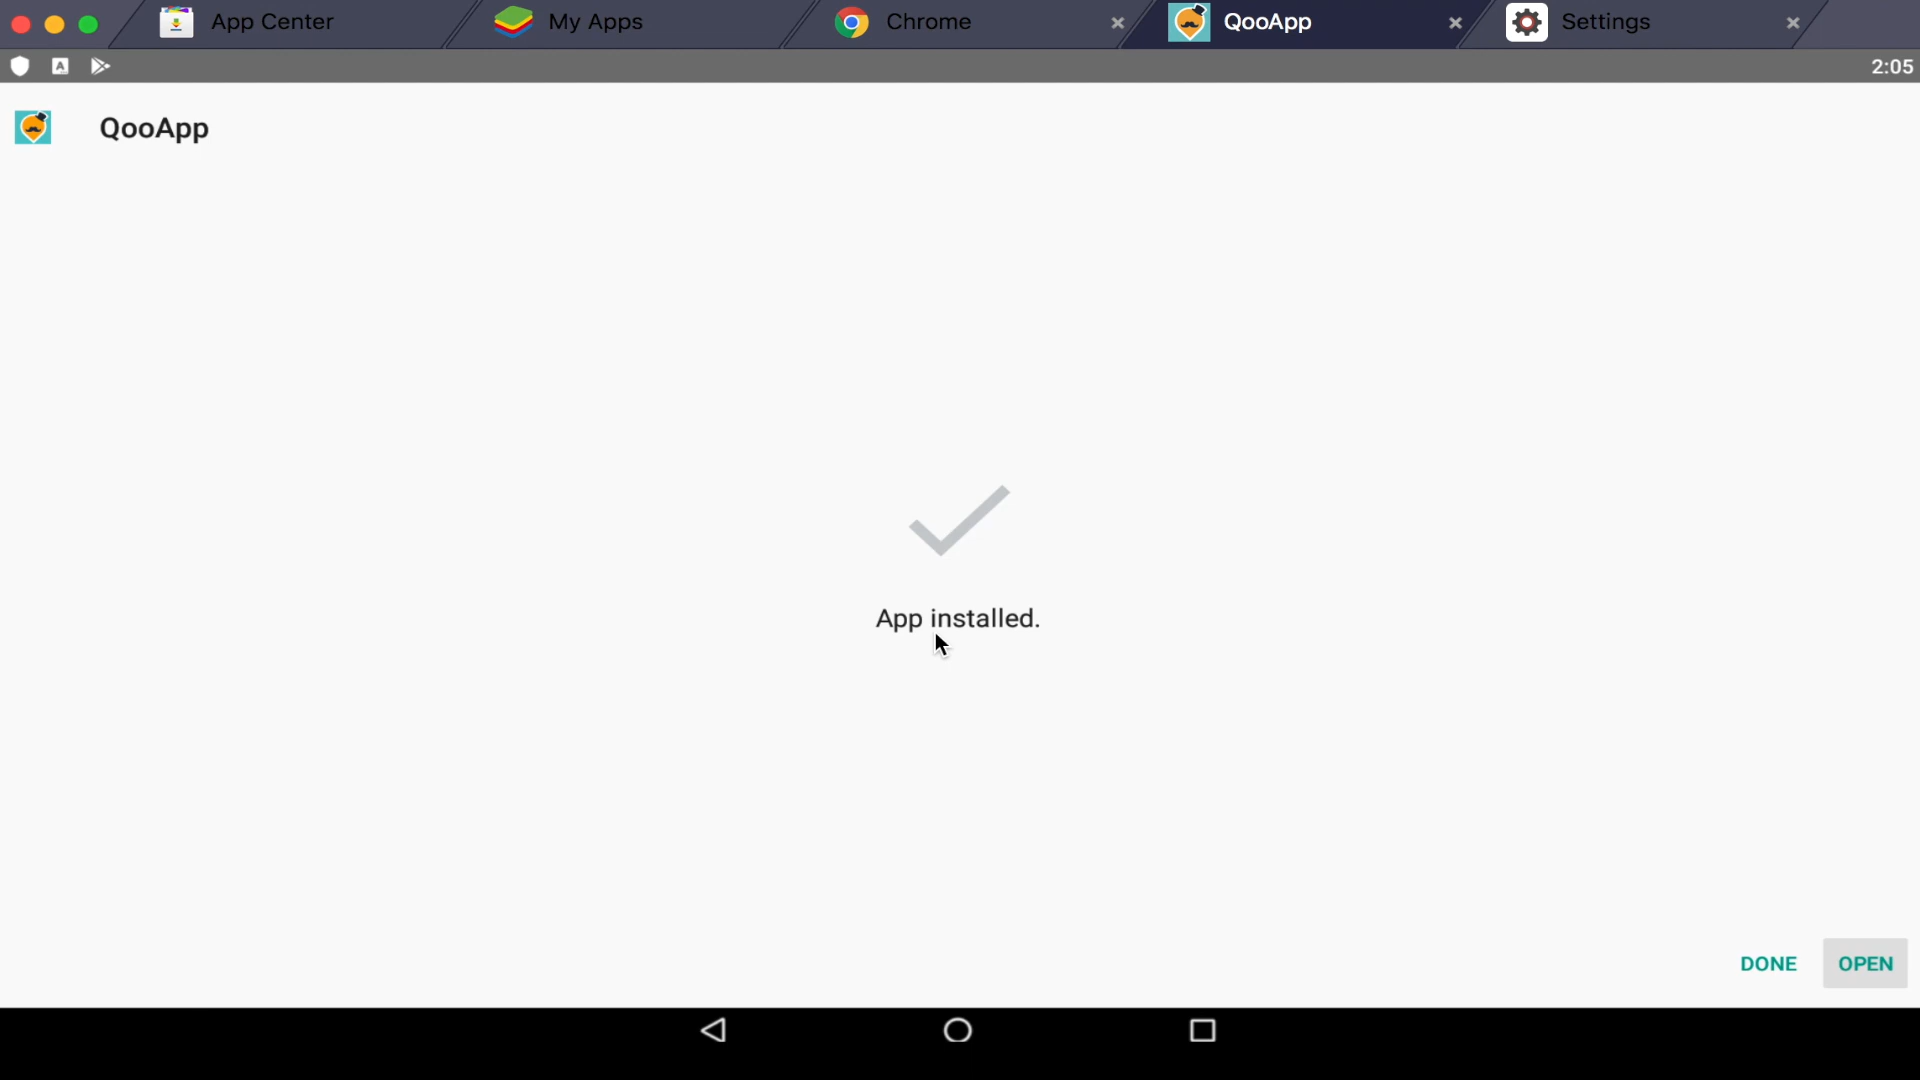 App Center
My Apps
Chrome
QooApp
Settings
A
2:05
QooApp
App installed.
DONE
OPEN